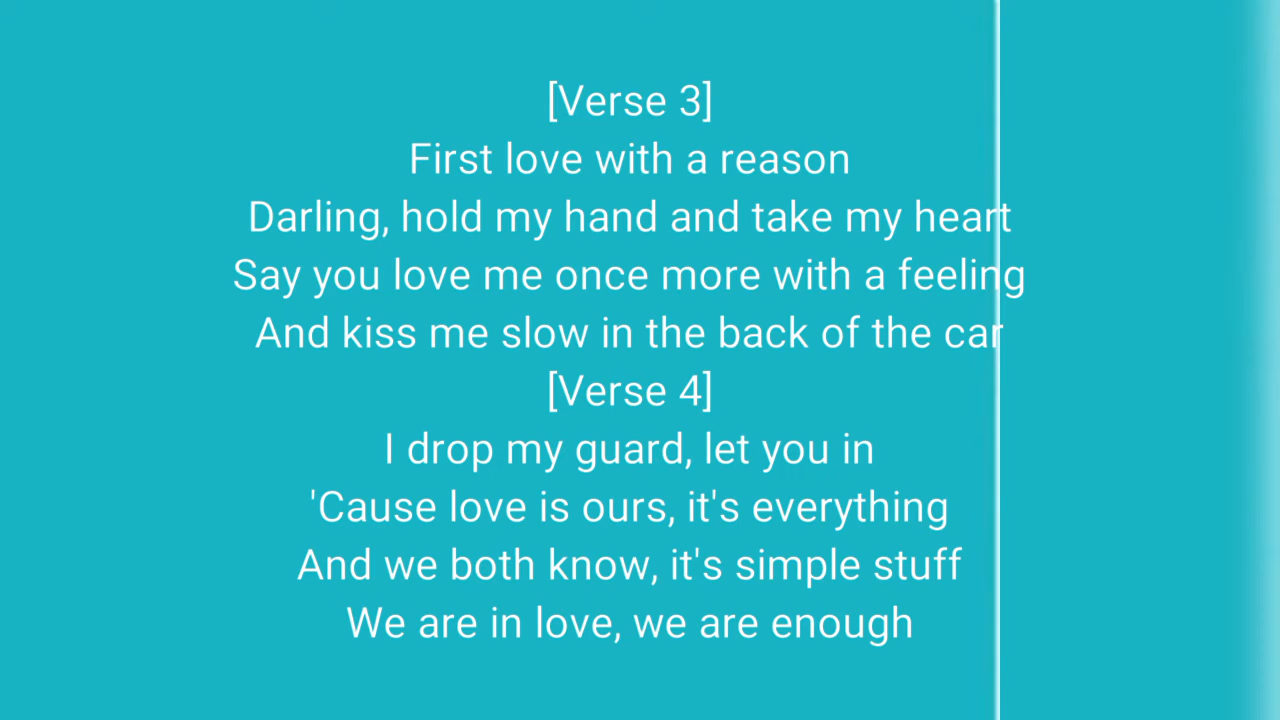 [Verse 3]
First love with a reason
Darling, hold my hand and take my heart
Say you love me once more with a feeling
And kiss me slow in the back of the car
[Verse 4]
I drop my guard, let you in
'Cause love is ours, it's everything
And we both know, it's simple stuff
We are in love, we are enough